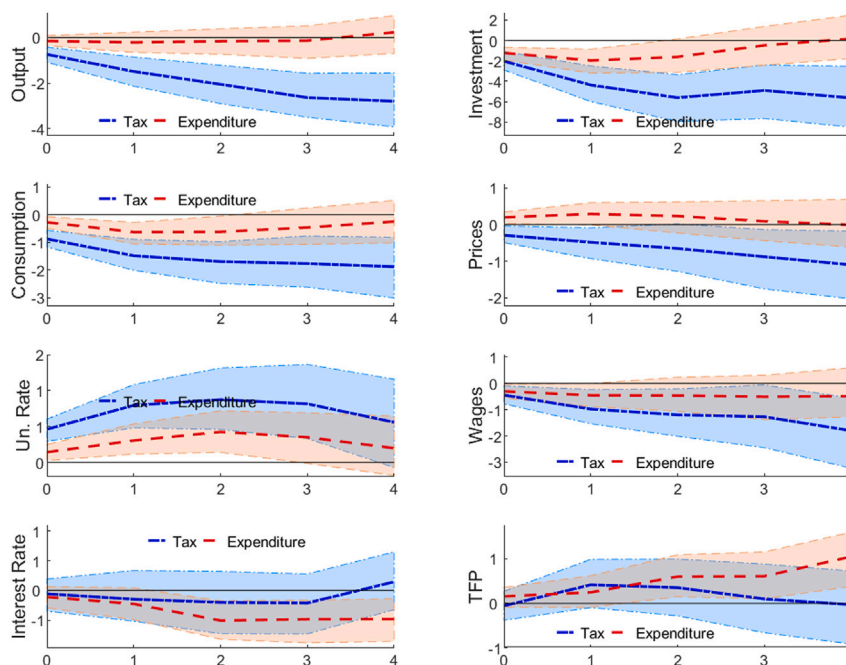 Output
0
-2
-4
Tax Expenditure
0 1 2 3 4
Investment
0
-2
-4
-6
-8
Tax Expenditure
0 1 2 3 4
Consumption
1
0
-1
-1
-2
-3
Tax Expenditure
0 1 2 3 4
Prices
1
0
-1
-2
Tax Expenditure
0 1 2 3
Un. Rate
2
1
1
0
Tax Expenditure
0 1 2 3 4
Wages
1
0
-1
-2
-3
Tax Expenditure
0 1 2 3
Interest Rate
1
1
0
-1
Tax Expenditure
0 1 2 3 4
TFP
1
0
-1
Tax Expenditure
0 1 2 3